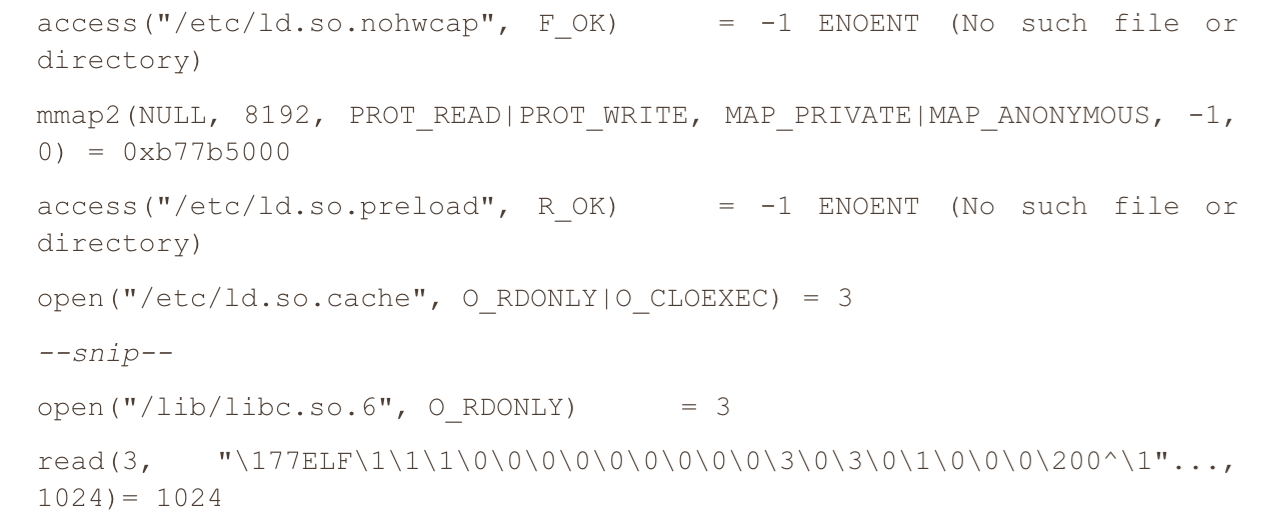 access("/etc/ld.so.nohwcap", F_OK) = -1 ENOENT (No such file or
directory)
mmap2(NULL, 8192, PROT_READ|PROT_WRITE, MAP_PRIVATE|MAP_ANONYMOUS, -1,
0) = 0xb77b5000
access("/etc/ld.so.preload", R_OK) = -1 ENOENT (No such file or
directory)
open("/etc/ld.so.cache", O_RDONLY|O_CLOEXEC) = 3
--snip--
open("/lib/libc.so.6", O_RDONLY) = 3
read(3, "\177ELF\1\1\1\0\0\0\0\0\0\0\0\0\3\0\3\0\1\0\0\0\200^\1"...,
1024)= 1024